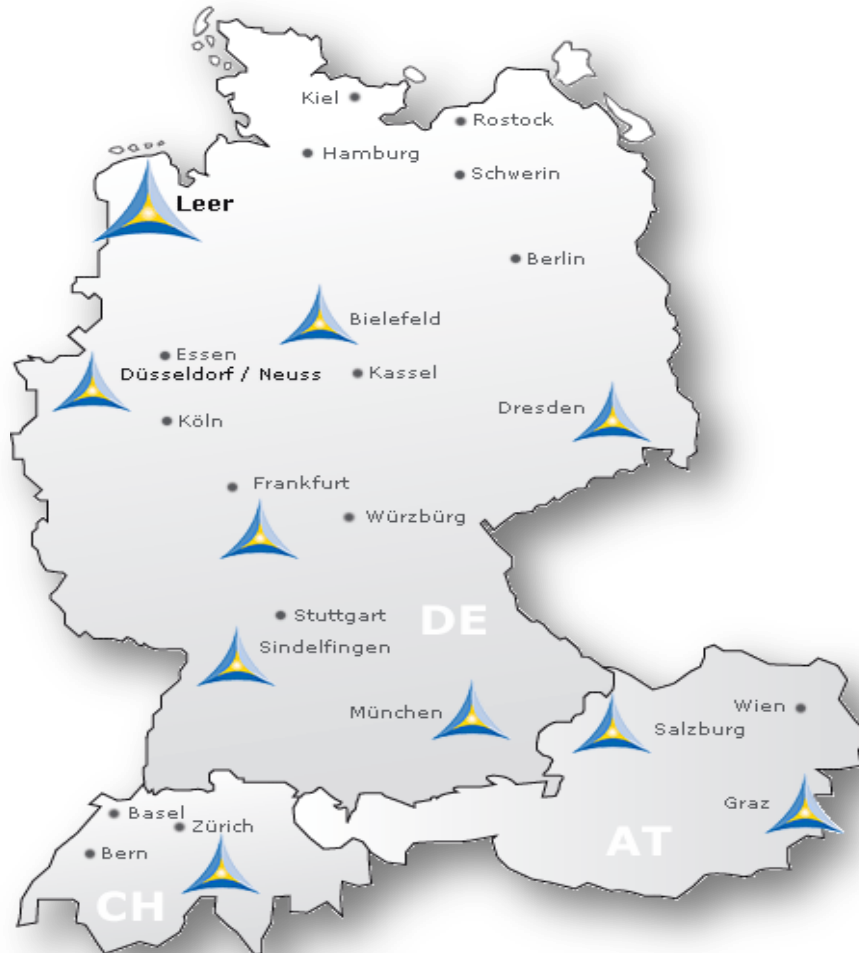 Kiel
Rostock
Hamburg
Schwerin
Leer
Berlin
Bielefeld
Essen
Düsseldorf / Neuss
Kassel
Dresden
Köln
Frankfurt
Würzbürg
Stuttgart
DE
Sindelfingen
München
Wien
Salzburg
Graz
Basel
Zürich
AT
Bern
CH